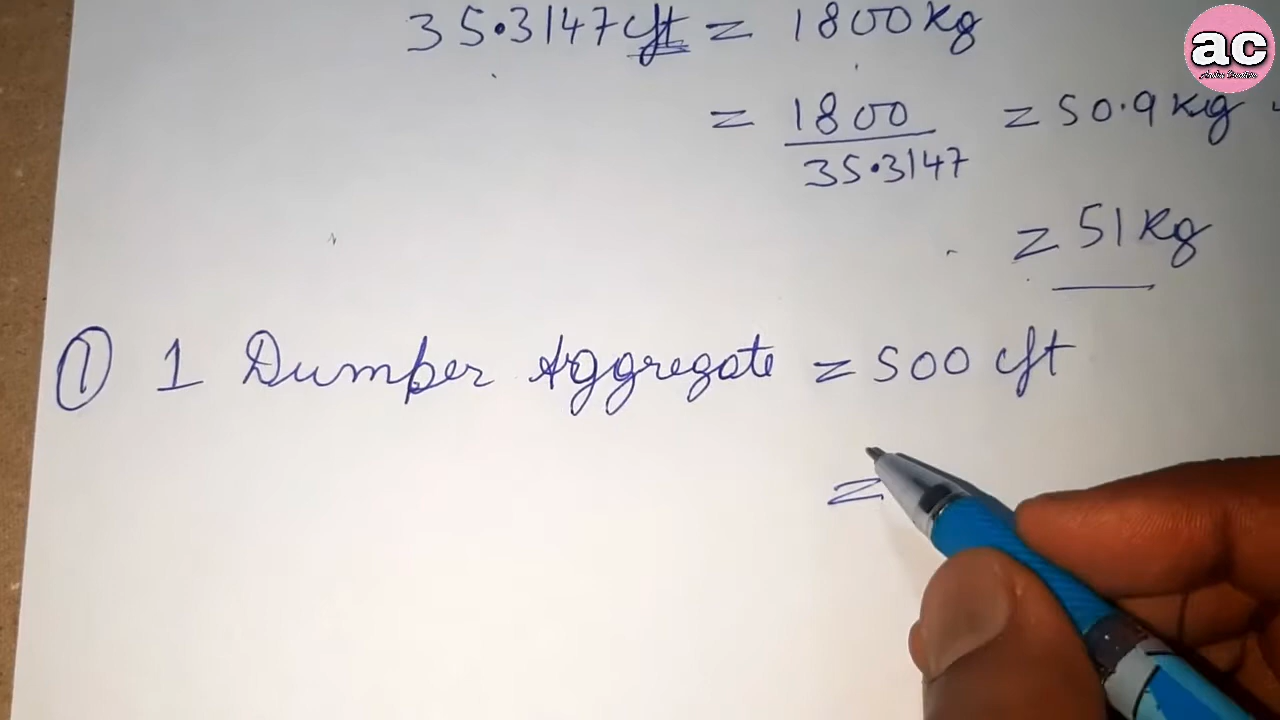 35.3147 cft = 1800 kg
= 1800 / 35.3147 = 50.9 kg
= 51 kg
① 1 Dumper Aggregate = 500 cft
=
ac